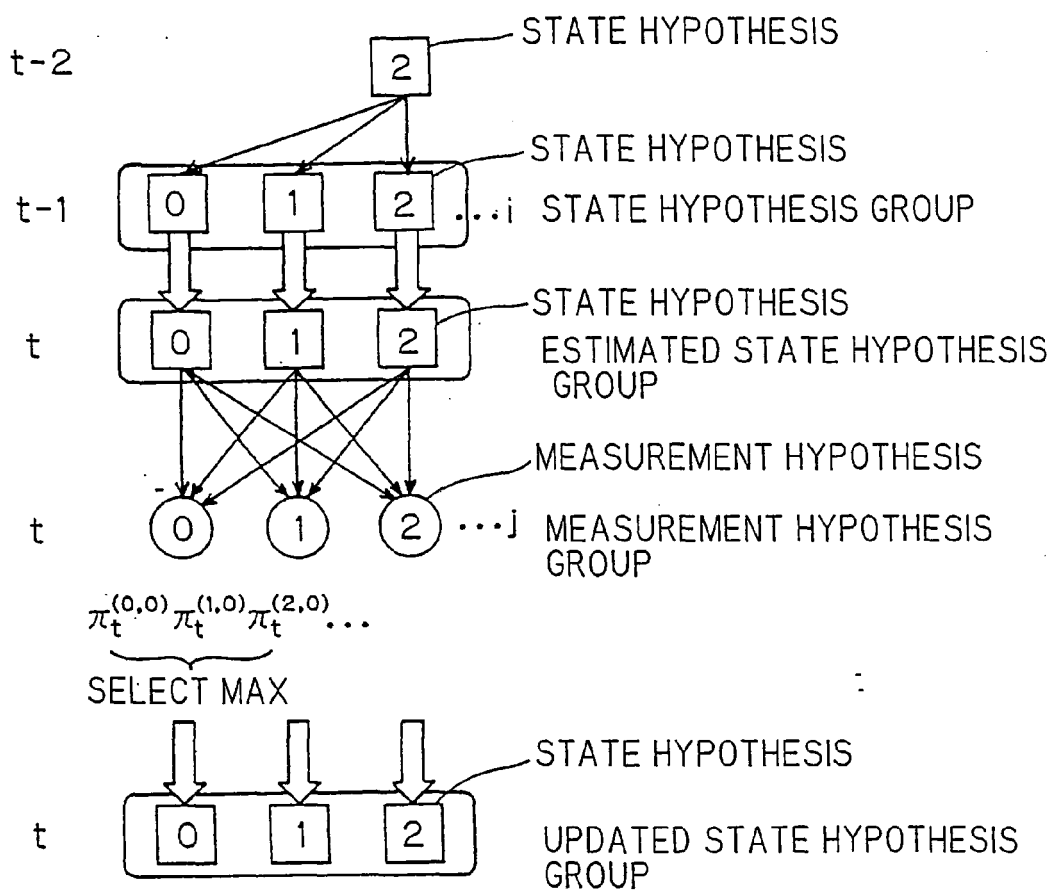 STATE HYPOTHESIS
t-2
2
STATE HYPOTHESIS
t-1
0 1 2 ...i STATE HYPOTHESIS GROUP
STATE HYPOTHESIS
t
0 1 2
ESTIMATED STATE HYPOTHESIS
GROUP
MEASUREMENT HYPOTHESIS
t
0 1 2 ...j MEASUREMENT HYPOTHESIS
GROUP
π_t^(0,0) π_t^(1,0) π_t^(2,0) ...
SELECT MAX
STATE HYPOTHESIS
t
0 1 2
UPDATED STATE HYPOTHESIS
GROUP